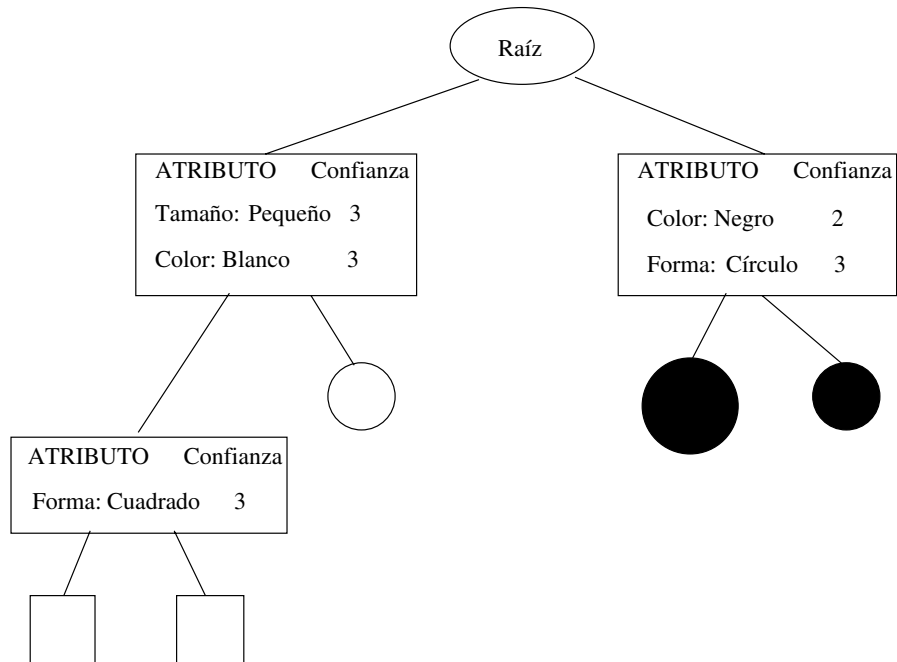 Raíz
ATRIBUTO Confianza
Tamaño: Pequeño 3
Color: Blanco 3
ATRIBUTO Confianza
Color: Negro 2
Forma: Círculo 3
ATRIBUTO Confianza
Forma: Cuadrado 3